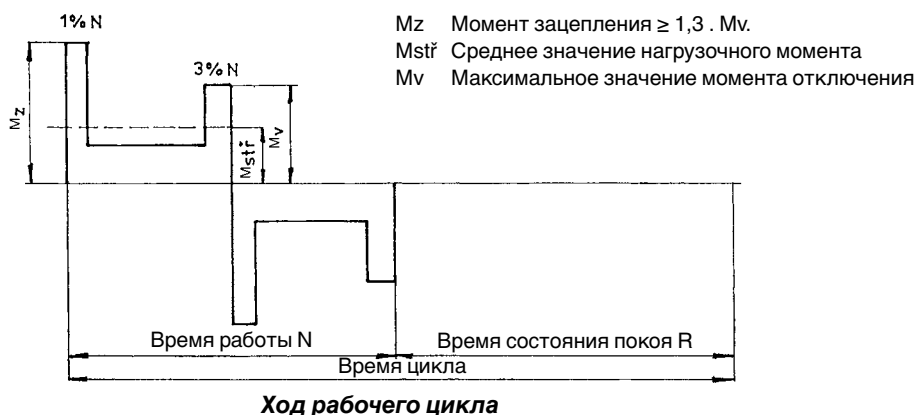 1% N
Mz Момент зацепления ≥ 1,3 . Mv.
Mstř Среднее значение нагрузочного момента
Mv Максимальное значение момента отключения
3% N
Mz
Mstř
Mv
Время работы N
Время состояния покоя R
Время цикла
Ход рабочего цикла